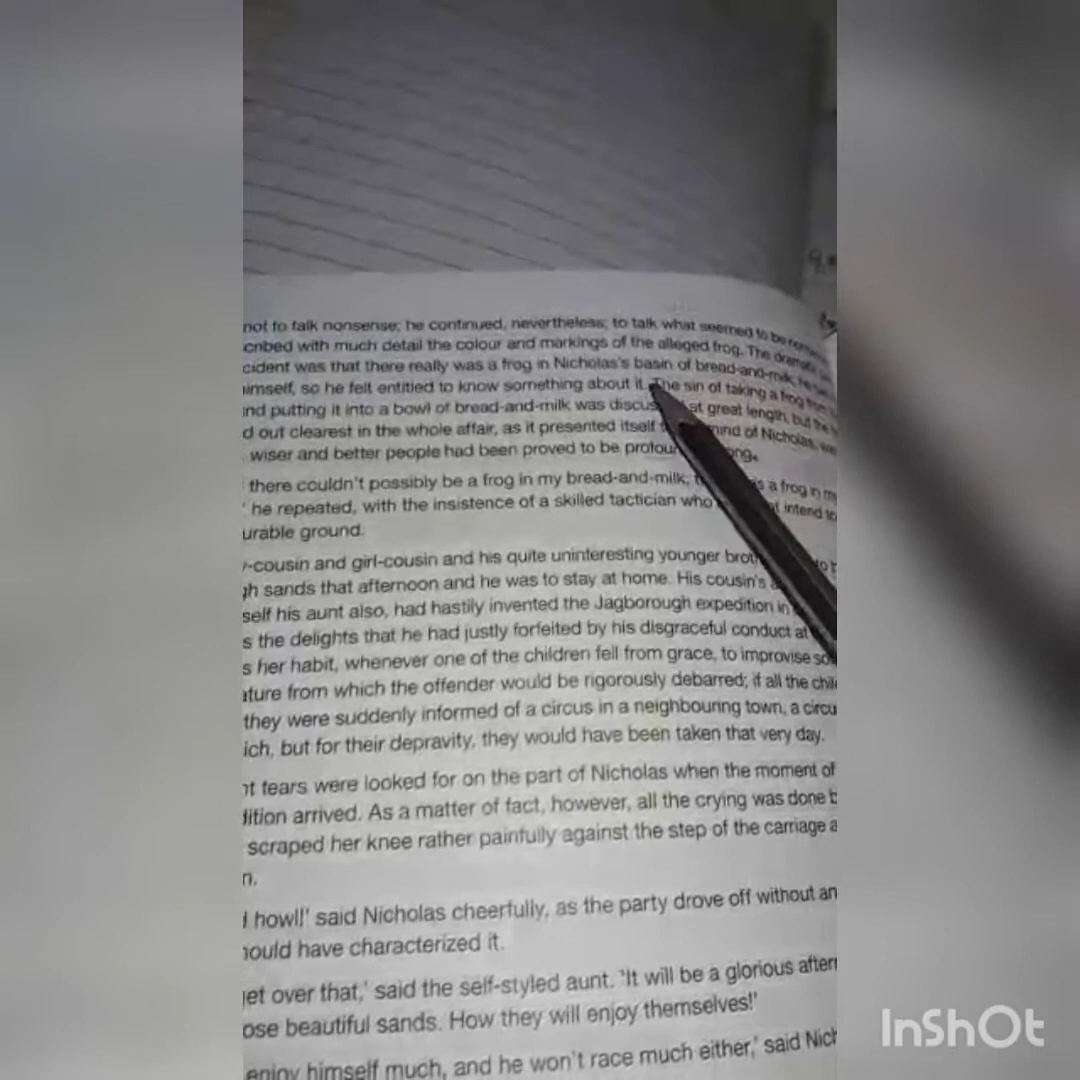 not to talk nonsense; he continued, nevertheless, to talk what seemed to be
cribed with much detail the colour and markings of the alleged frog. The dramatic
cident was that there really was a frog in Nicholas's basin of bread-and-milk; he
imself, so he felt entitled to know something about it. The sin of taking a frog from
nd putting it into a bowl of bread-and-milk was discus at great length, but the
d out clearest in the whole affair, as it presented itself mind of Nicholas, we
wiser and better people had been proved to be profou ong.
there couldn't possibly be a frog in my bread-and-milk; s a frog in m
' he repeated, with the insistence of a skilled tactician who intend to
urable ground.
-cousin and girl-cousin and his quite uninteresting younger brot
gh sands that afternoon and he was to stay at home. His cousin's
self his aunt also, had hastily invented the Jagborough expedition in
s the delights that he had justly forfeited by his disgraceful conduct at
s her habit, whenever one of the children fell from grace, to improvise so
ature from which the offender would be rigorously debarred; if all the chil
they were suddenly informed of a circus in a neighbouring town, a circu
ich, but for their depravity, they would have been taken that very day.
nt tears were looked for on the part of Nicholas when the moment of
dition arrived. As a matter of fact, however, all the crying was done b
scraped her knee rather painfully against the step of the carriage a
n.
d howl!' said Nicholas cheerfully, as the party drove off without an
hould have characterized it.
get over that,' said the self-styled aunt. 'It will be a glorious aftern
ose beautiful sands. How they will enjoy themselves!'
enjoy himself much, and he won't race much either,' said Nich
InShOt